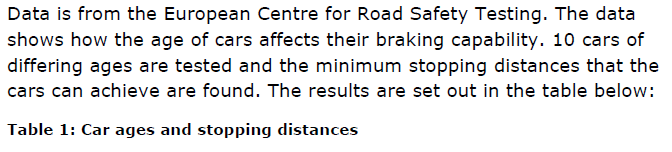 Data is from the European Centre for Road Safety Testing. The data
shows how the age of cars affects their braking capability. 10 cars of
differing ages are tested and the minimum stopping distances that the
cars can achieve are found. The results are set out in the table below:
Table 1: Car ages and stopping distances